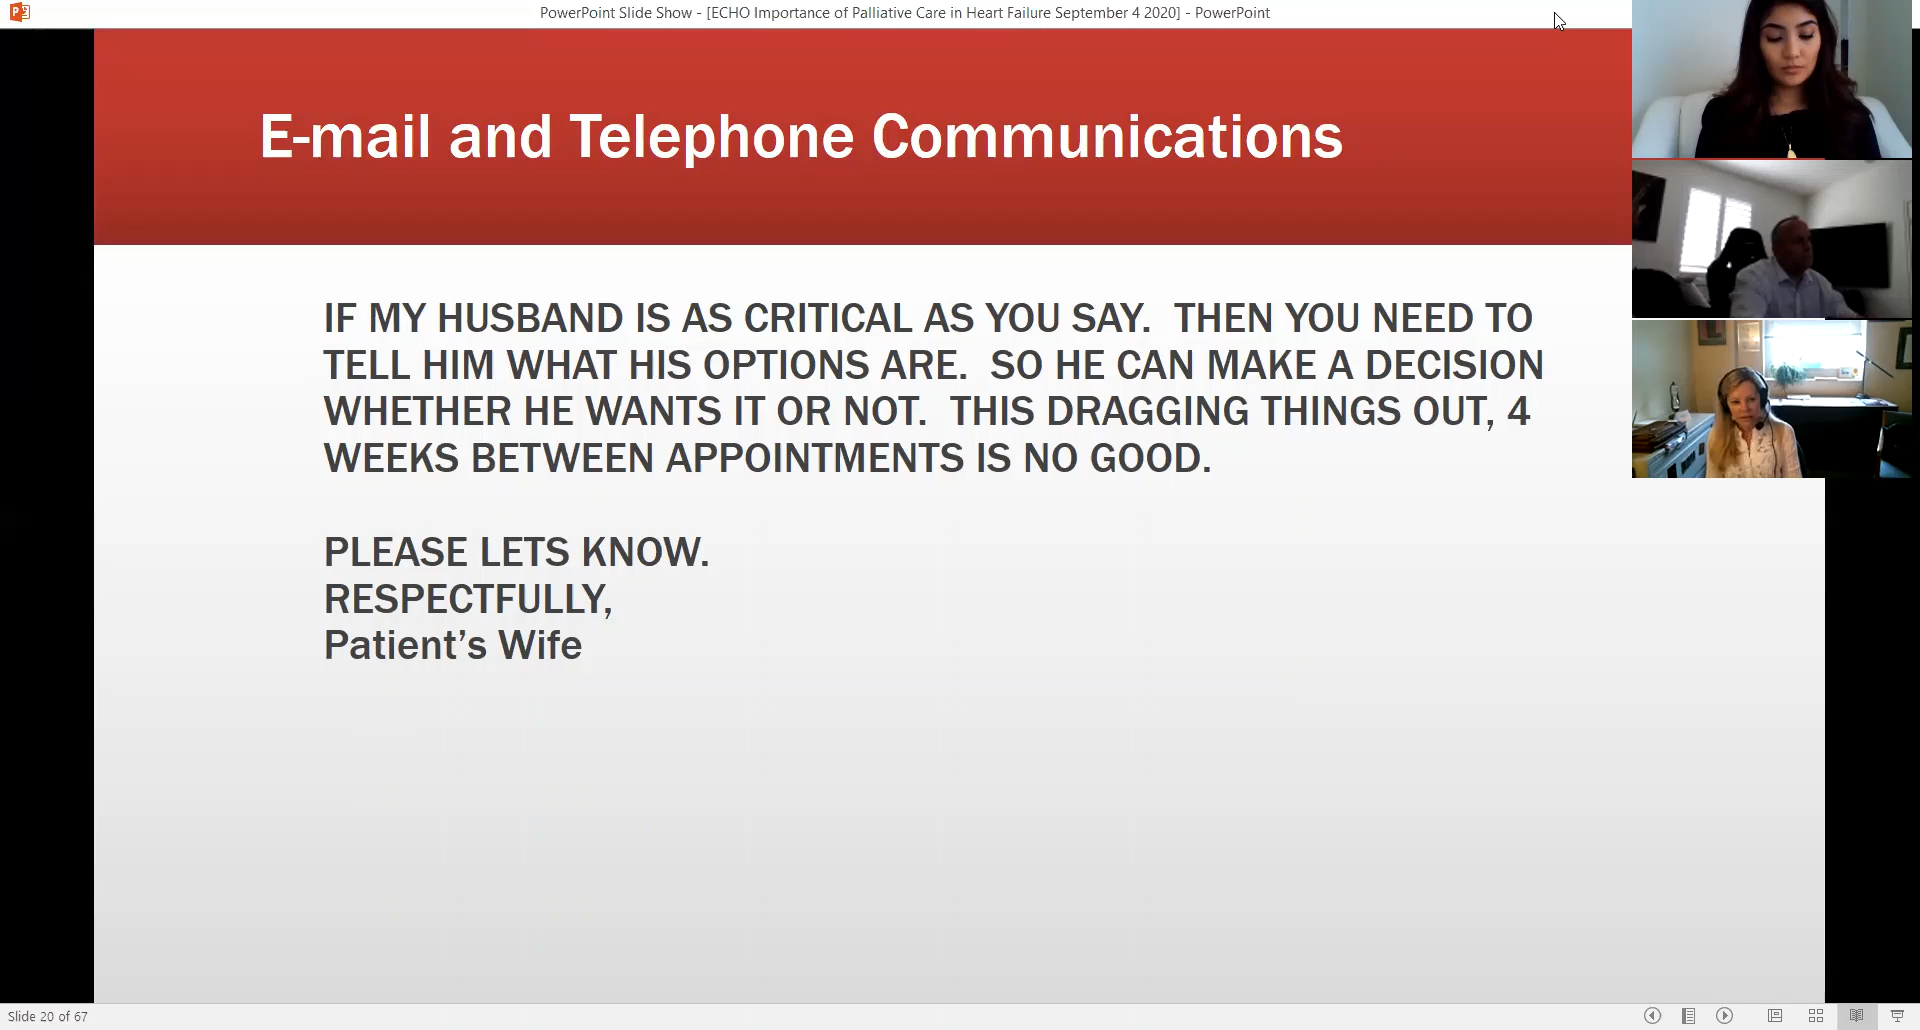 PowerPoint Slide Show - [ECHO Importance of Palliative Care in Heart Failure September 4 2020] - PowerPoint
E-mail and Telephone Communications
IF MY HUSBAND IS AS CRITICAL AS YOU SAY.  THEN YOU NEED TO
TELL HIM WHAT HIS OPTIONS ARE.  SO HE CAN MAKE A DECISION
WHETHER HE WANTS IT OR NOT.  THIS DRAGGING THINGS OUT, 4
WEEKS BETWEEN APPOINTMENTS IS NO GOOD.
PLEASE LETS KNOW.
RESPECTFULLY,
Patient’s Wife
Slide 20 of 67